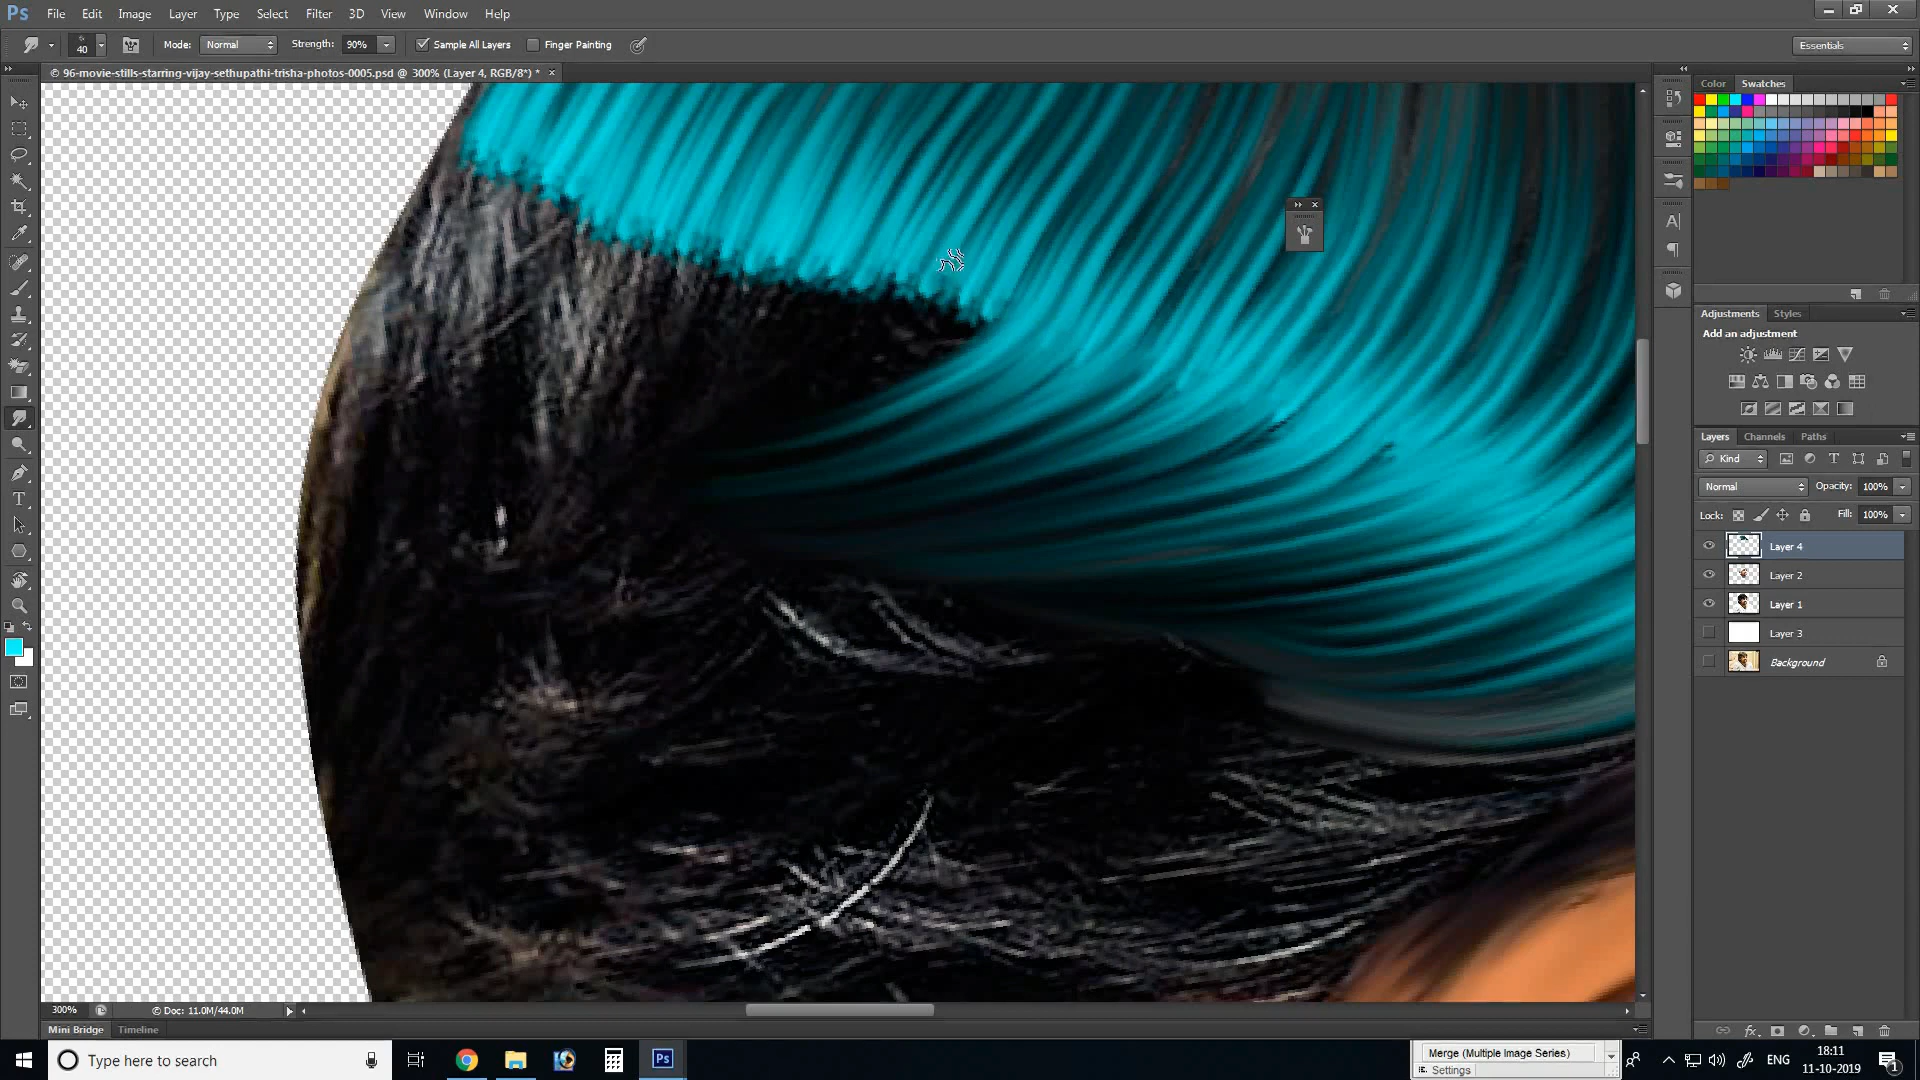 Ps File Edit Image Layer Type Select Filter 3D View Window Help
40 Mode: Normal Strength: 90% Sample All Layers Finger Painting Essentials
© 96-movie-stills-starring-vijay-sethupathi-trisha-photos-0005.psd @ 300% (Layer 4, RGB/8*) *
Color Swatches
Adjustments Styles
Add an adjustment
Layers Channels Paths
Kind
Normal Opacity: 100%
Lock: Fill: 100%
Layer 4
Layer 2
Layer 1
Layer 3
Background
300% © Doc: 11.0M/44.0M
Mini Bridge Timeline
Type here to search
Ps
Merge (Multiple Image Series)
Settings
ENG
18:11
11-10-2019
1